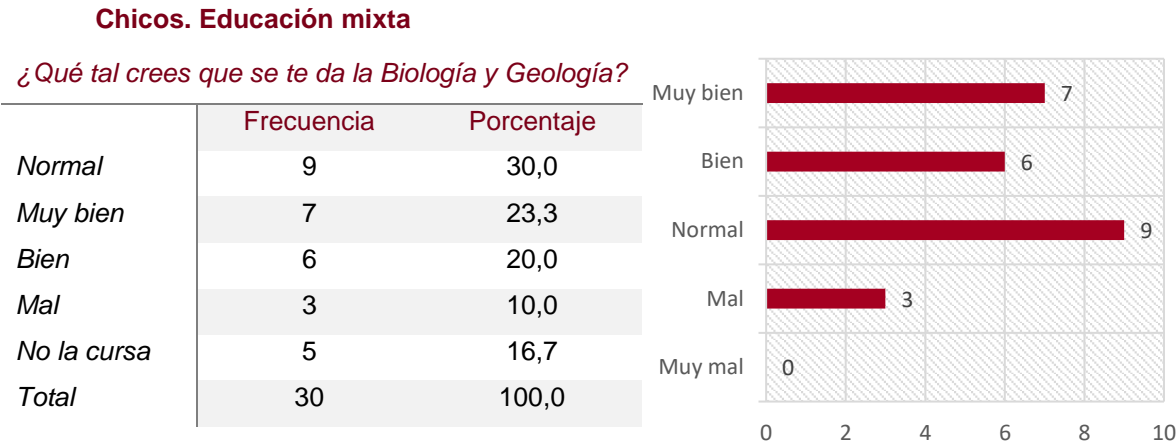 Chicos. Educación mixta
¿Qué tal crees que se te da la Biología y Geología?
Frecuencia Porcentaje
Normal 9 30,0
Muy bien 7 23,3
Bien 6 20,0
Mal 3 10,0
No la cursa 5 16,7
Total 30 100,0
Muy bien 7
Bien 6
Normal 9
Mal 3
Muy mal 0
0 2 4 6 8 10